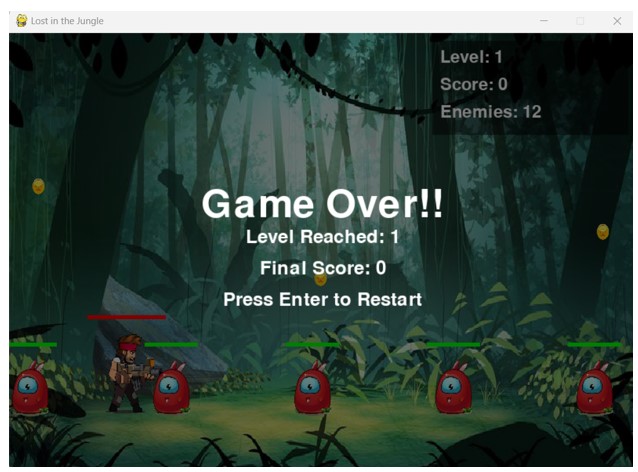 Lost in the Jungle
Level: 1
Score: 0
Enemies: 12
Game Over!!
Level Reached: 1
Final Score: 0
Press Enter to Restart